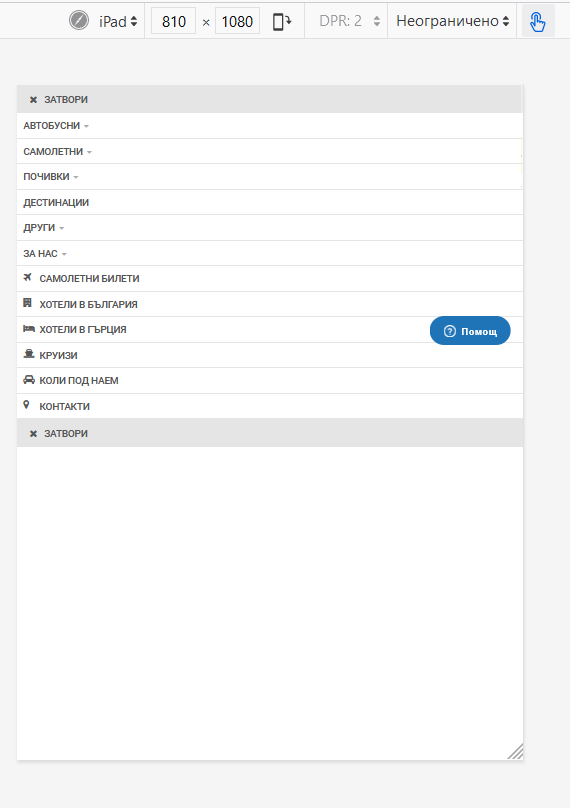 iPad 810 × 1080 DPR: 2 Неограничено
ЗАТВОРИ
АВТОБУСНИ
САМОЛЕТНИ
ПОЧИВКИ
ДЕСТИНАЦИИ
ДРУГИ
ЗА НАС
САМОЛЕТНИ БИЛЕТИ
ХОТЕЛИ В БЪЛГАРИЯ
ХОТЕЛИ В ГЪРЦИЯ
Помощ
КРУИЗИ
КОЛИ ПОД НАЕМ
КОНТАКТИ
ЗАТВОРИ